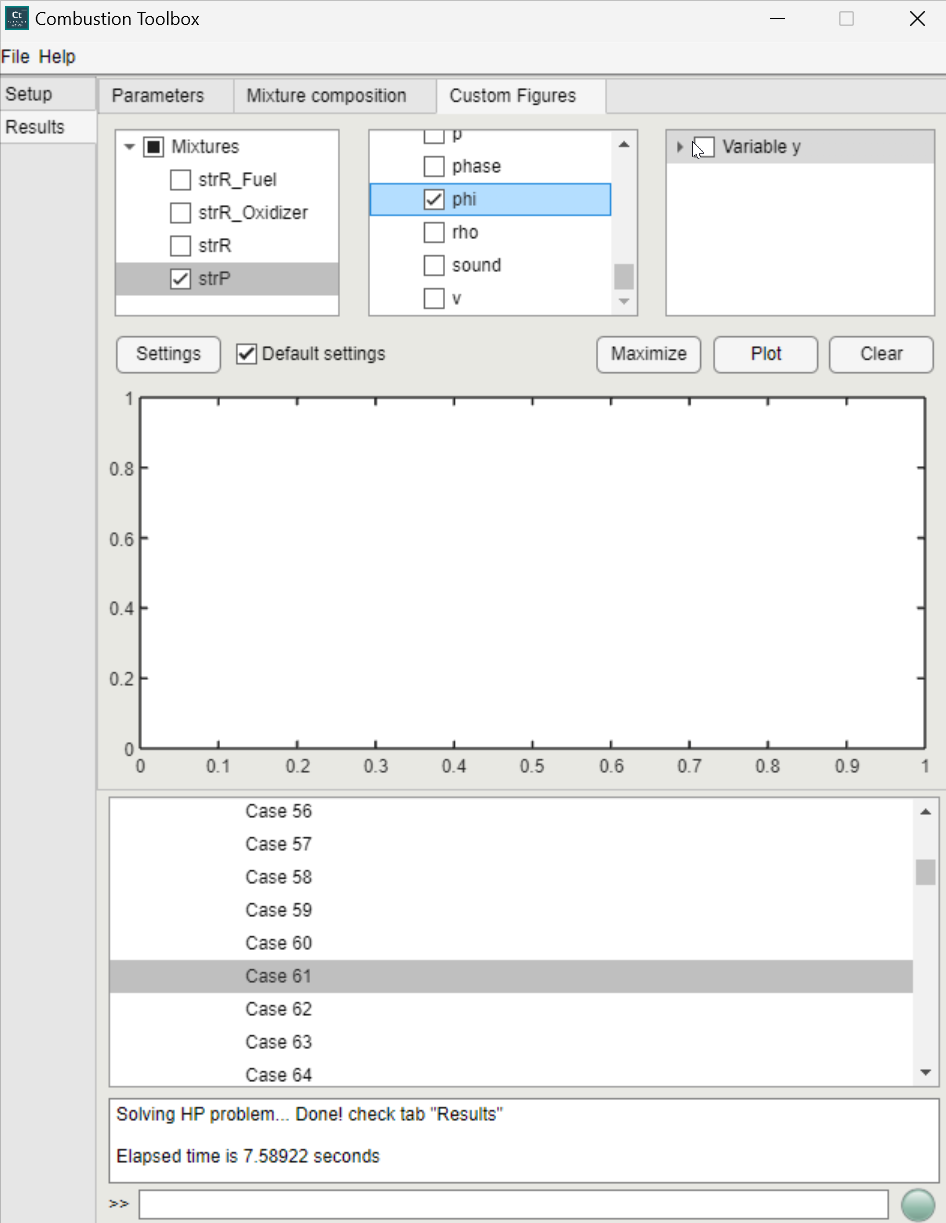 Ct Combustion Toolbox
File Help
Setup
Results
Parameters Mixture composition Custom Figures
Mixtures
strR_Fuel
strR_Oxidizer
strR
strP
p
phase
phi
rho
sound
v
Variable y
Settings Default settings Maximize Plot Clear
1
0.8
0.6
0.4
0.2
0
0 0.1 0.2 0.3 0.4 0.5 0.6 0.7 0.8 0.9 1
Case 56
Case 57
Case 58
Case 59
Case 60
Case 61
Case 62
Case 63
Case 64
Solving HP problem... Done! check tab "Results"
Elapsed time is 7.58922 seconds
>>